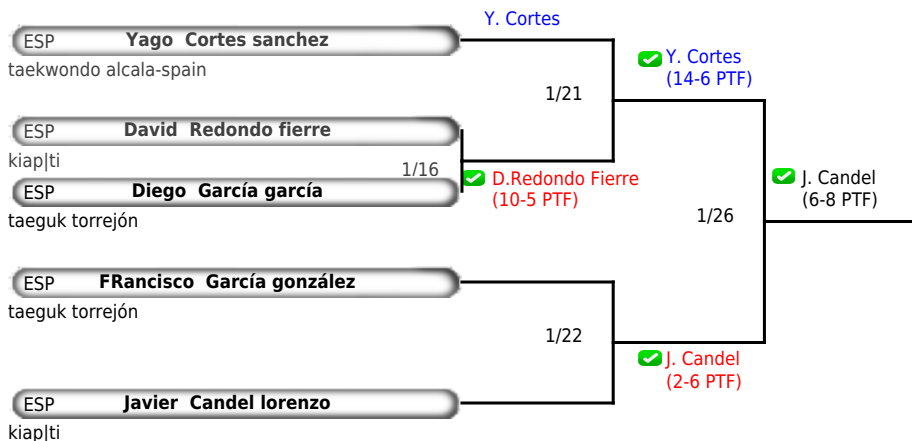 Y. Cortes
ESP Yago Cortes sanchez
taekwondo alcala-spain
Y. Cortes
(14-6 PTF)
1/21
ESP David Redondo fierre
kiap|ti
1/16
D.Redondo Fierre
(10-5 PTF)
ESP Diego García garcía
taeguk torrejón
J. Candel
(6-8 PTF)
1/26
ESP FRancisco García gonzález
taeguk torrejón
1/22
J. Candel
(2-6 PTF)
ESP Javier Candel lorenzo
kiap|ti